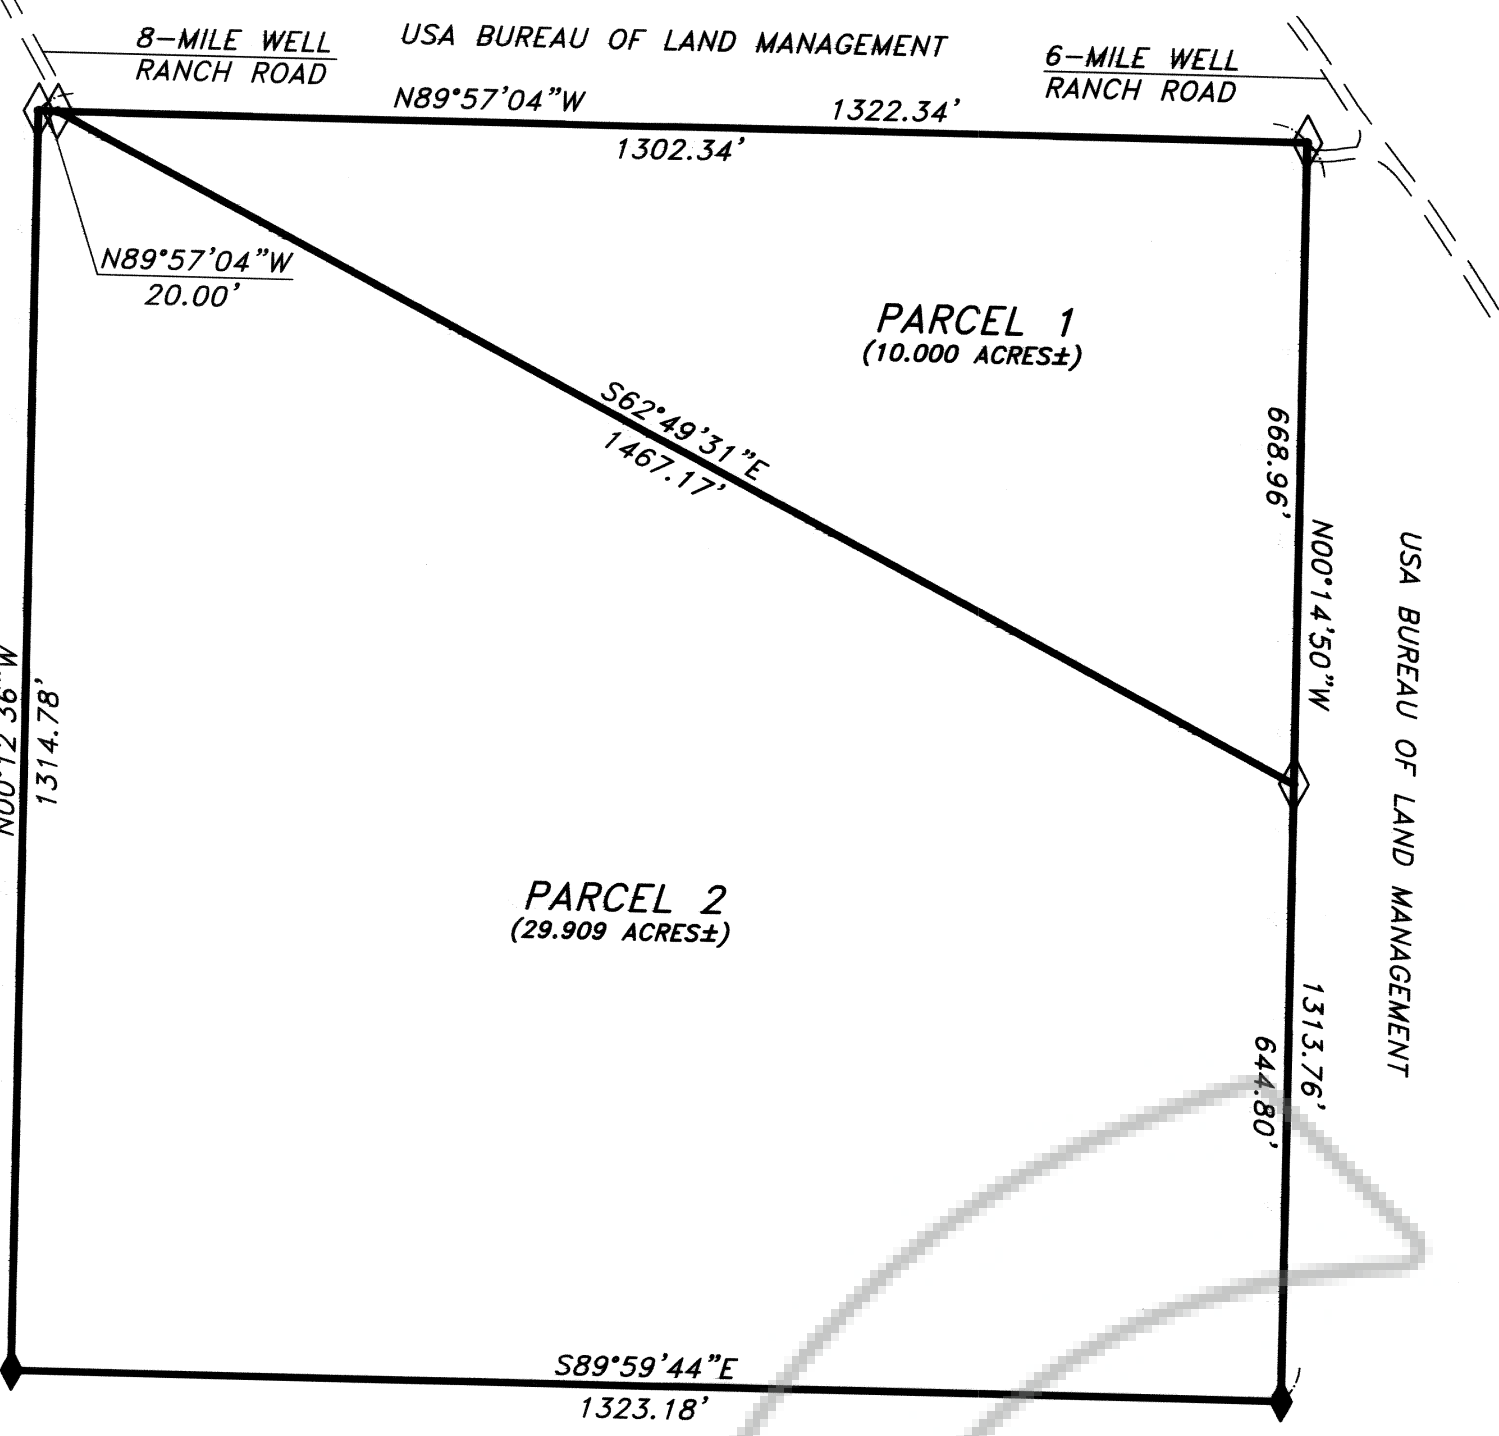 8-MILE WELL
RANCH ROAD
USA BUREAU OF LAND MANAGEMENT
6-MILE WELL
RANCH ROAD
N89°57'04"W
1322.34'
1302.34'
N89°57'04"W
20.00'
PARCEL 1
(10.000 ACRES±)
S62°49'31"E
1467.17'
668.96'
N00°14'50"W
USA BUREAU OF LAND MANAGEMENT
N00°12'36"W
1314.78'
PARCEL 2
(29.909 ACRES±)
1313.76'
644.80'
S89°59'44"E
1323.18'